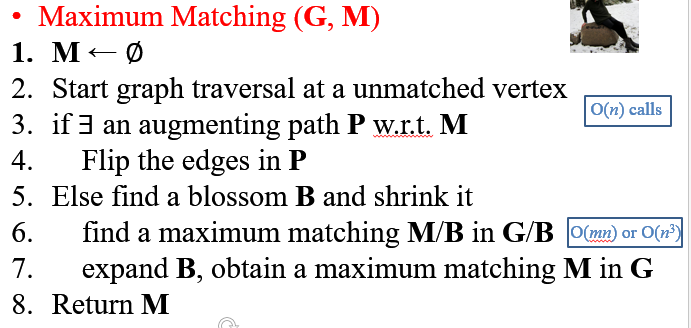 • Maximum Matching (G, M)
1. M ← ∅
2. Start graph traversal at a unmatched vertex
O(n) calls
3. if ∃ an augmenting path P w.r.t. M
4. Flip the edges in P
5. Else find a blossom B and shrink it
6. find a maximum matching M/B in G/B
O(mn) or O(n³)
7. expand B, obtain a maximum matching M in G
8. Return M